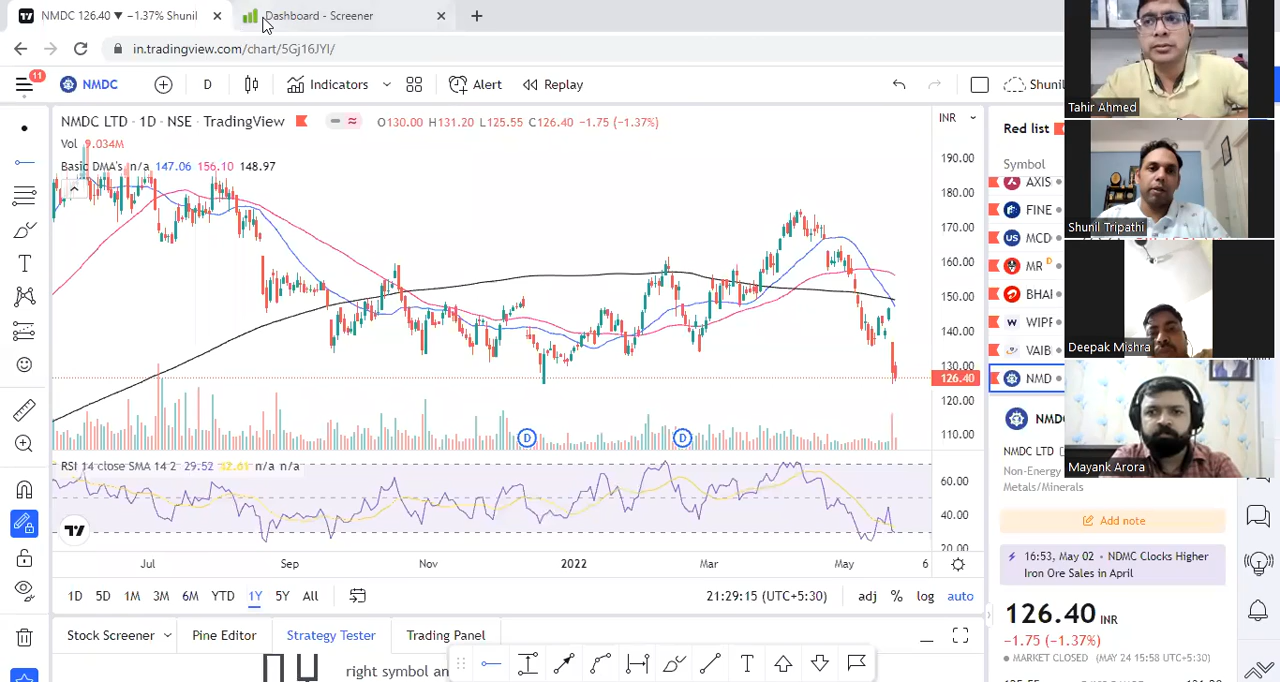 NMDC 126.40 ▼ −1.37% Shunil
Dashboard - Screener
in.tradingview.com/chart/5Gj16JYI/
11
NMDC
D
Indicators
Alert
Replay
Shunil
Tahir Ahmed
NMDC LTD · 1D · NSE · TradingView
O130.00 H131.20 L125.55 C126.40 −1.75 (−1.37%)
INR
Red list
Vol 9.034M
Symbol
Basic DMA's n/a 147.06 156.10 148.97
190.00
180.00
170.00
160.00
150.00
140.00
130.00
126.40
120.00
110.00
AXIS
FINE
MCD
MR D
BHAI
WIPF
VAIB
NMD
Shunil Tripathi
Deepak Mishra
Mayank Arora
D
D
NMD
NMDC LTD
Non-Energy
Metals/Minerals
RSI 14 close SMA 14 2 29.52 n/a n/a
60.00
40.00
20.00
Add note
16:53, May 02 • NDMC Clocks Higher
Iron Ore Sales in April
Jul
Sep
Nov
2022
Mar
May
6
1D
5D
1M
3M
6M
YTD
1Y
5Y
All
21:29:15 (UTC+5:30)
adj
%
log
auto
126.40 INR
−1.75 (−1.37%)
MARKET CLOSED (MAY 24 15:58 UTC+5:30)
Stock Screener
Pine Editor
Strategy Tester
Trading Panel
right symbol an